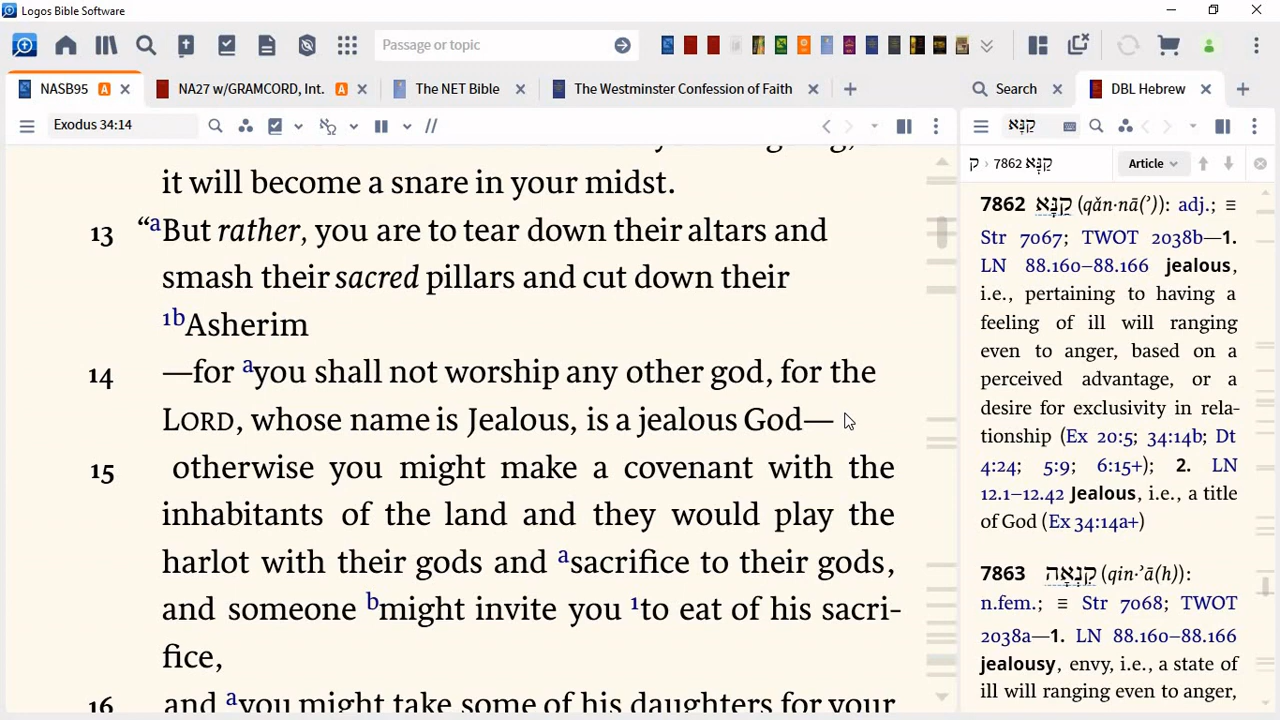 Logos Bible Software
Passage or topic
NASB95 A
NA27 w/GRAMCORD, Int. A
The NET Bible
The Westminster Confession of Faith
Search
DBL Hebrew
Exodus 34:14
קַנָּא
ק › 7862 קַנָּא
Article
it will become a snare in your midst.
13 “aBut rather, you are to tear down their altars and
smash their sacred pillars and cut down their
1bAsherim
14 —for ayou shall not worship any other god, for the
LORD, whose name is Jealous, is a jealous God—
15 otherwise you might make a covenant with the
inhabitants of the land and they would play the
harlot with their gods and asacrifice to their gods,
and someone bmight invite you 1to eat of his sacri-
fice,
16 and ayou might take some of his daughters for your
7862 קַנָּא (qǎn·nā(ʾ)): adj.; ≡
Str 7067; TWOT 2038b—1.
LN 88.160–88.166 jealous,
i.e., pertaining to having a
feeling of ill will ranging
even to anger, based on a
perceived advantage, or a
desire for exclusivity in rela-
tionship (Ex 20:5; 34:14b; Dt
4:24; 5:9; 6:15+); 2. LN
12.1–12.42 Jealous, i.e., a title
of God (Ex 34:14a+)
7863 קִנְאָה (qin·ʾā(h)):
n.fem.; ≡ Str 7068; TWOT
2038a—1. LN 88.160–88.166
jealousy, envy, i.e., a state of
ill will ranging even to anger,